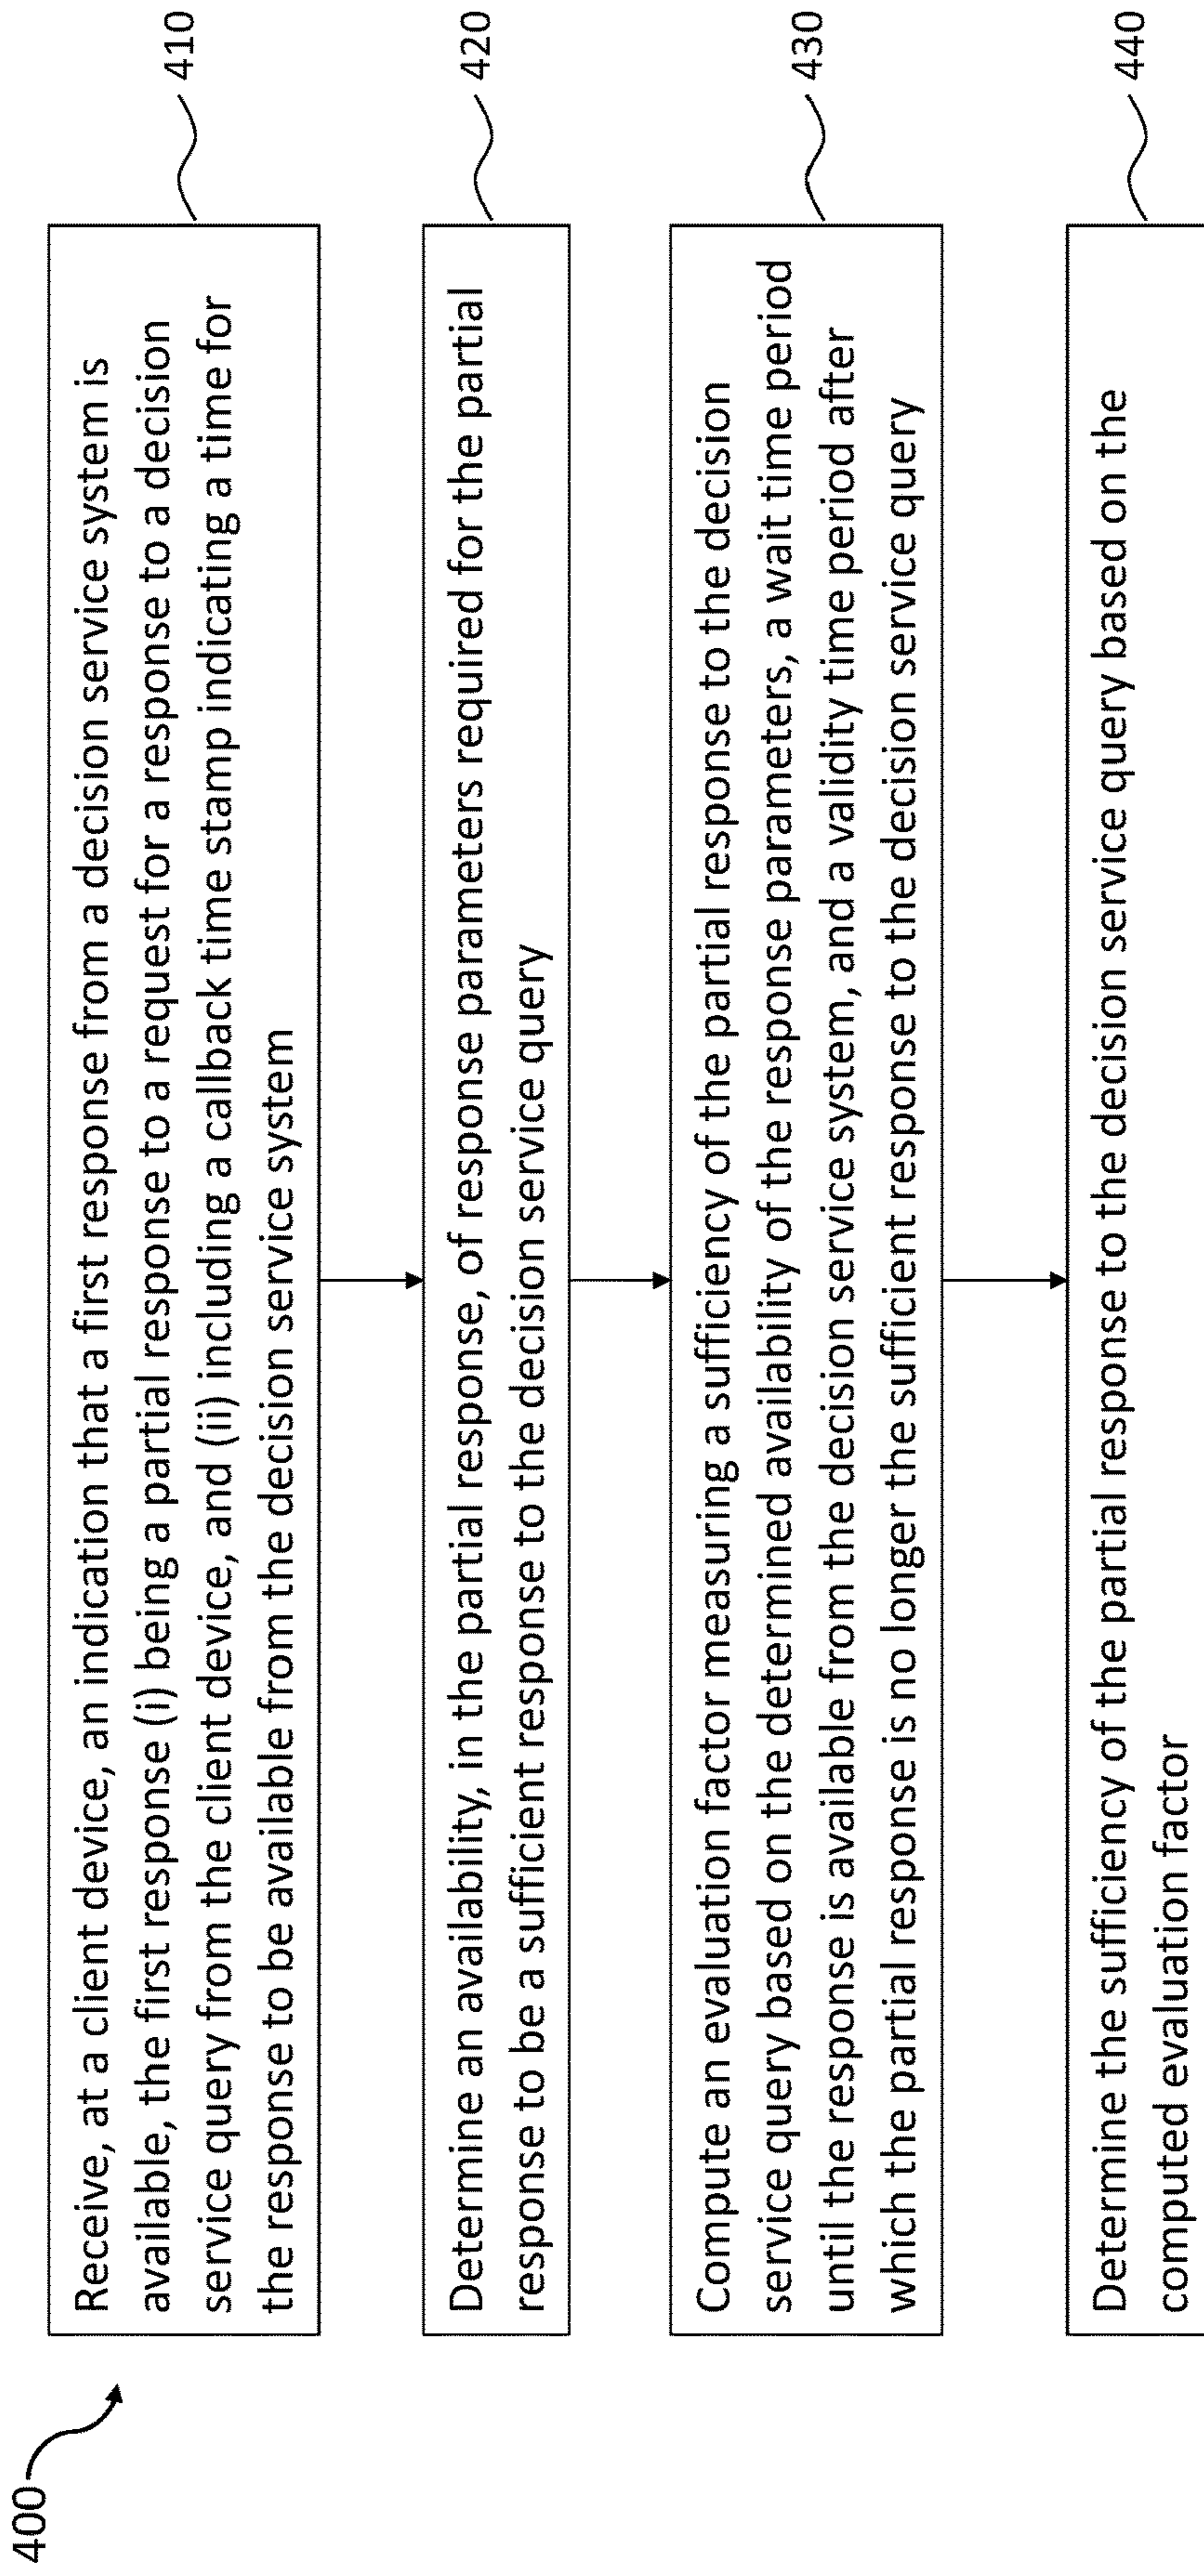 400
Receive, at a client device, an indication that a first response from a decision service system is
available, the first response (i) being a partial response to a request for a response to a decision
service query from the client device, and (ii) including a callback time stamp indicating a time for
the response to be available from the decision service system
410
Determine an availability, in the partial response, of response parameters required for the partial
response to be a sufficient response to the decision service query
420
Compute an evaluation factor measuring a sufficiency of the partial response to the decision
service query based on the determined availability of the response parameters, a wait time period
until the response is available from the decision service system, and a validity time period after
which the partial response is no longer the sufficient response to the decision service query
430
Determine the sufficiency of the partial response to the decision service query based on the
computed evaluation factor
440